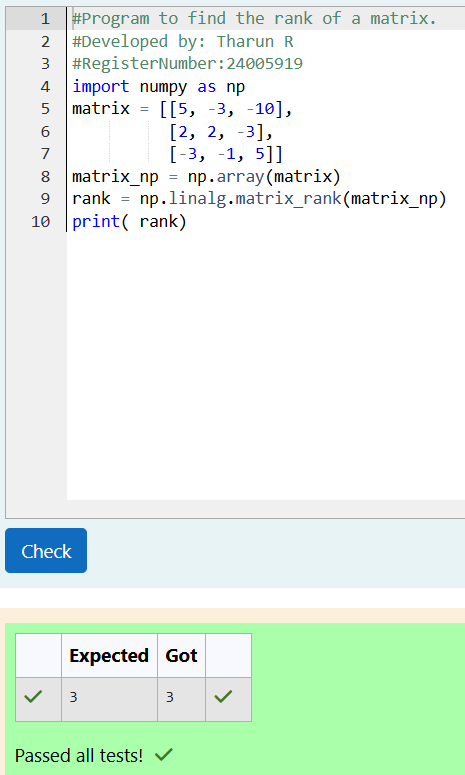 1 #Program to find the rank of a matrix.
2 #Developed by: Tharun R
3 #RegisterNumber:24005919
4 import numpy as np
5 matrix = [[5, -3, -10],
6           [2, 2, -3],
7           [-3, -1, 5]]
8 matrix_np = np.array(matrix)
9 rank = np.linalg.matrix_rank(matrix_np)
10 print( rank)
Check
Expected Got
3 3
Passed all tests!